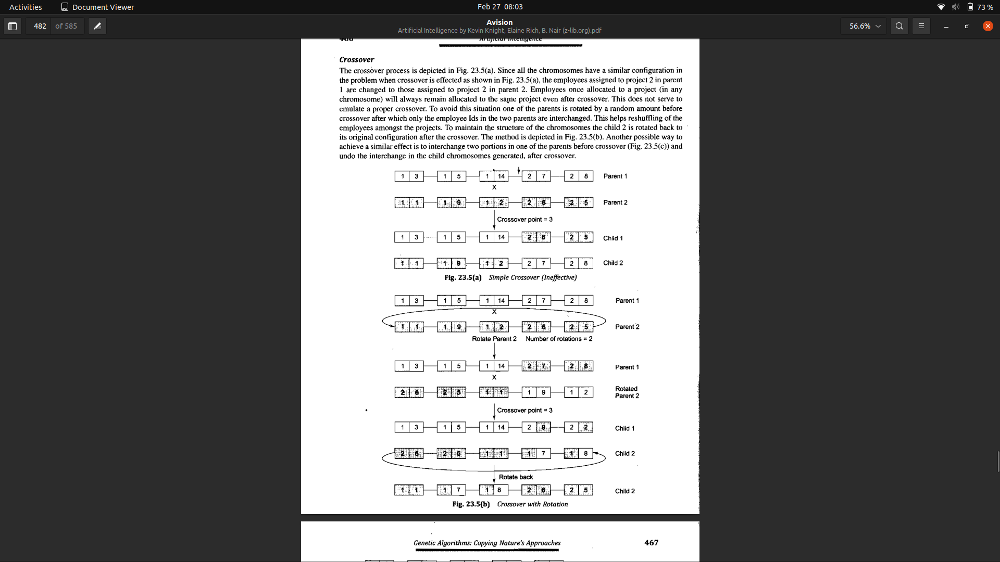 Activities Document Viewer Feb 27 08:03 73 %
482 of 585 Avision 56.6%
Artificial Intelligence by Kevin Knight, Elaine Rich, B. Nair (z-lib.org).pdf
Artificial Intelligence
Crossover
The crossover process is depicted in Fig. 23.5(a). Since all the chromosomes have a similar configuration in
the problem when crossover is effected as shown in Fig. 23.5(a), the employees assigned to project 2 in parent
1 are changed to those assigned to project 2 in parent 2. Employees once allocated to a project (in any
chromosome) will always remain allocated to the same project even after crossover. This does not serve to
emulate a proper crossover. To avoid this situation one of the parents is rotated by a random amount before
crossover after which only the employee Ids in the two parents are interchanged. This helps reshuffling of the
employees amongst the projects. To maintain the structure of the chromosomes the child 2 is rotated back to
its original configuration after the crossover. The method is depicted in Fig. 23.5(b). Another possible way to
achieve a similar effect is to interchange two portions in one of the parents before crossover (Fig. 23.5(c)) and
undo the interchange in the child chromosomes generated, after crossover.
1 3 1 5 1 14 2 7 2 8 Parent 1
X
1 1 1 9 1 2 2 6 2 5 Parent 2
Crossover point = 3
1 3 1 5 1 14 2 6 2 5 Child 1
1 1 1 9 1 2 2 7 2 8 Child 2
Fig. 23.5(a) Simple Crossover (Ineffective)
1 3 1 5 1 14 2 7 2 8 Parent 1
X
1 1 1 9 1 2 2 6 2 5 Parent 2
Rotate Parent 2 Number of rotations = 2
1 3 1 5 1 14 2 7 2 8 Parent 1
X
2 6 2 5 1 1 1 9 1 2 Rotated
Parent 2
Crossover point = 3
1 3 1 5 1 14 2 9 2 2 Child 1
2 6 2 5 1 1 1 7 1 8 Child 2
Rotate back
1 1 1 7 1 8 2 6 2 5 Child 2
Fig. 23.5(b) Crossover with Rotation
Genetic Algorithms: Copying Nature's Approaches 467